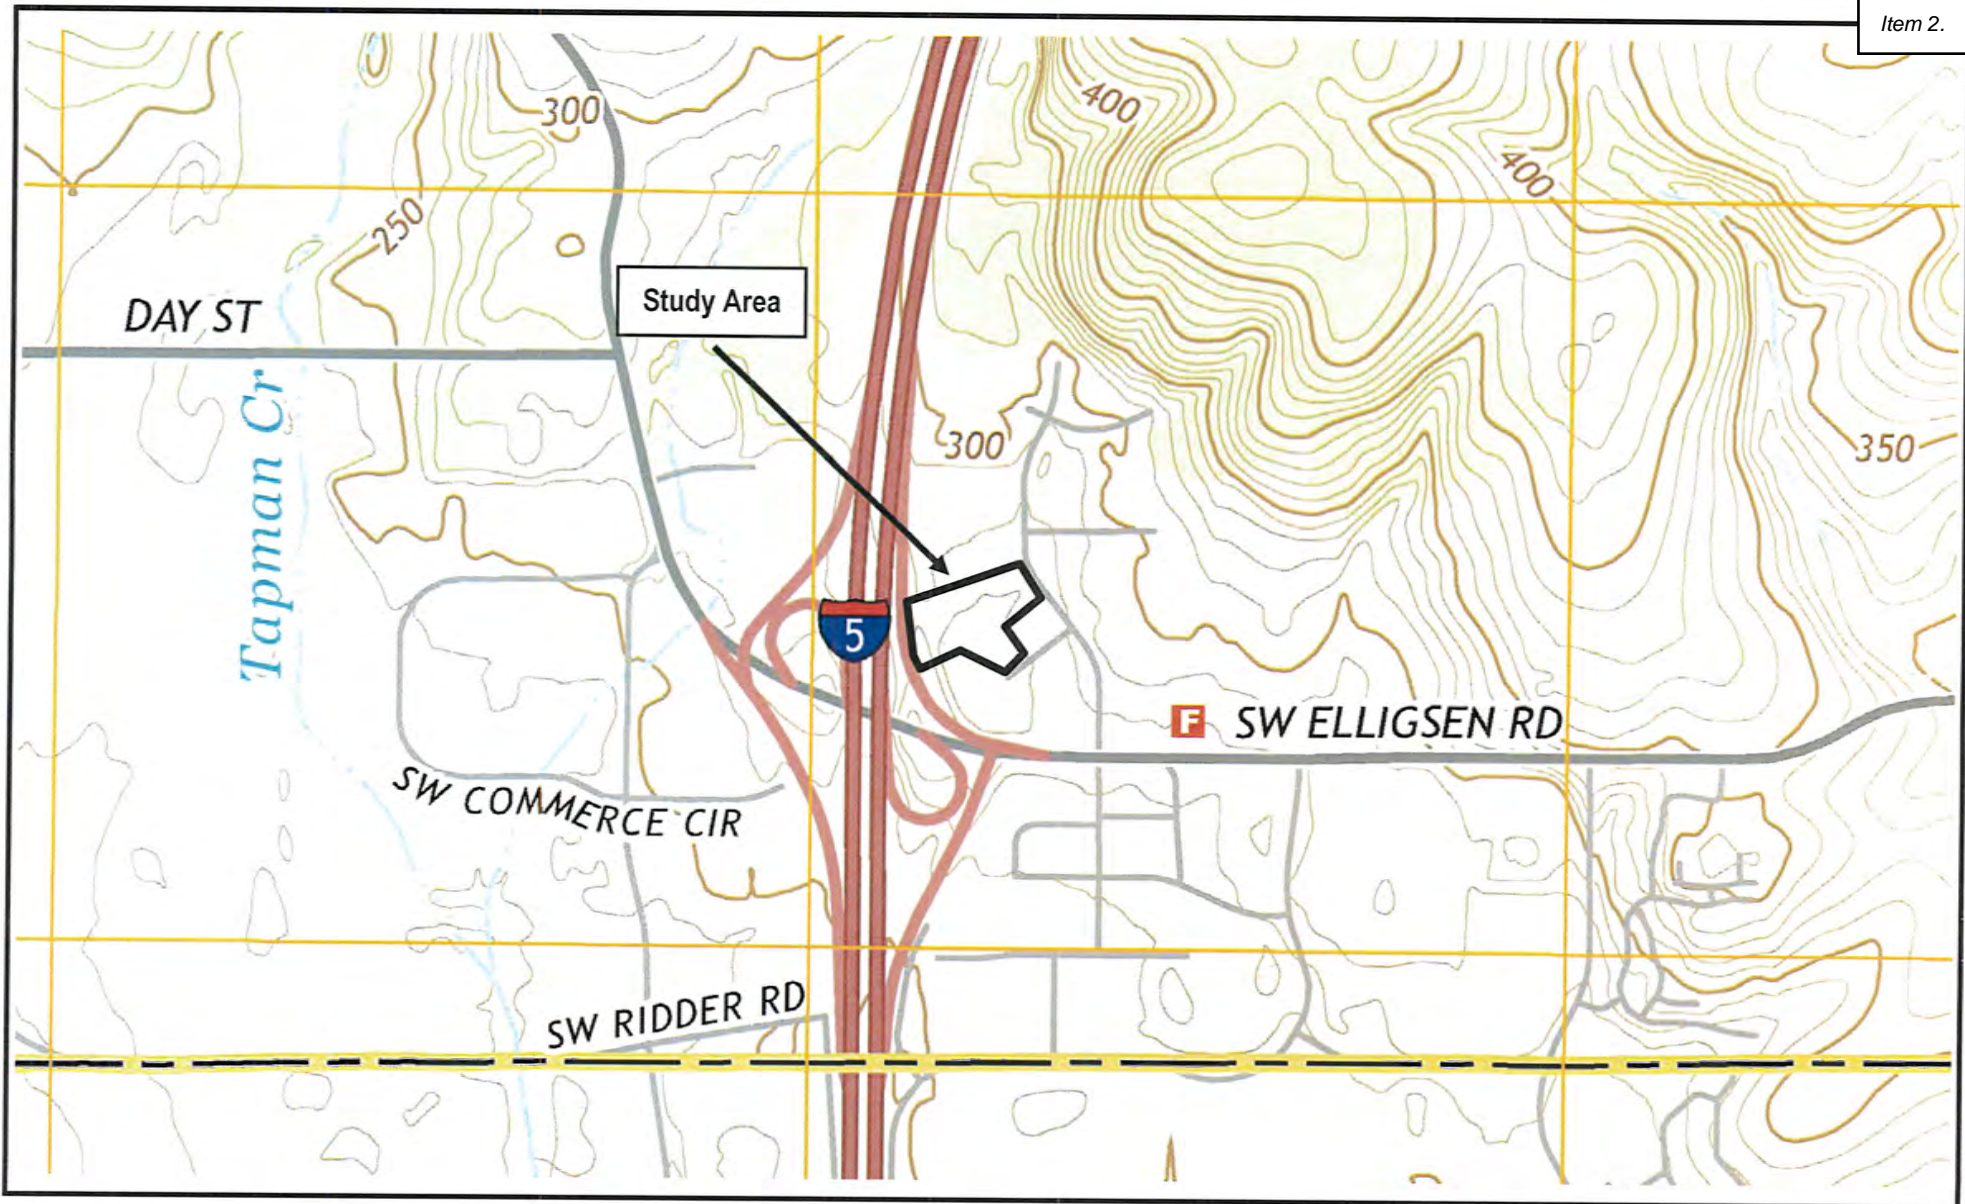 Item 2.
400
300
400
250
Study Area
DAY ST
Tapman Cr
300
350
5
F
SW ELLIGSEN RD
SW COMMERCE CIR
SW RIDDER RD